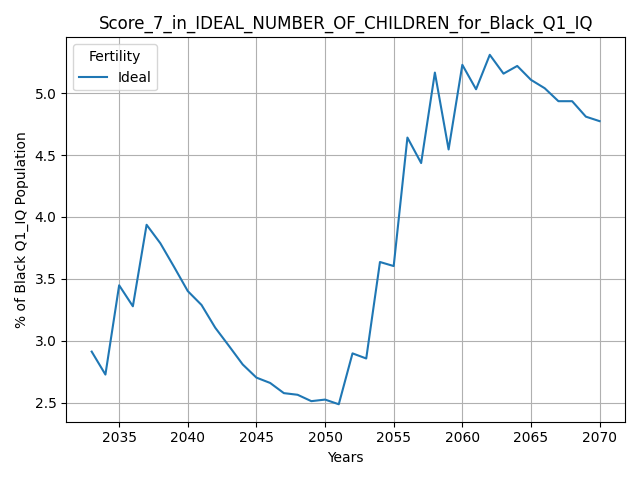 Score_7_in_IDEAL_NUMBER_OF_CHILDREN_for_Black_Q1_IQ
Fertility
Ideal
% of Black Q1_IQ Population
5.0
4.5
4.0
3.5
3.0
2.5
2035 2040 2045 2050 2055 2060 2065 2070
Years